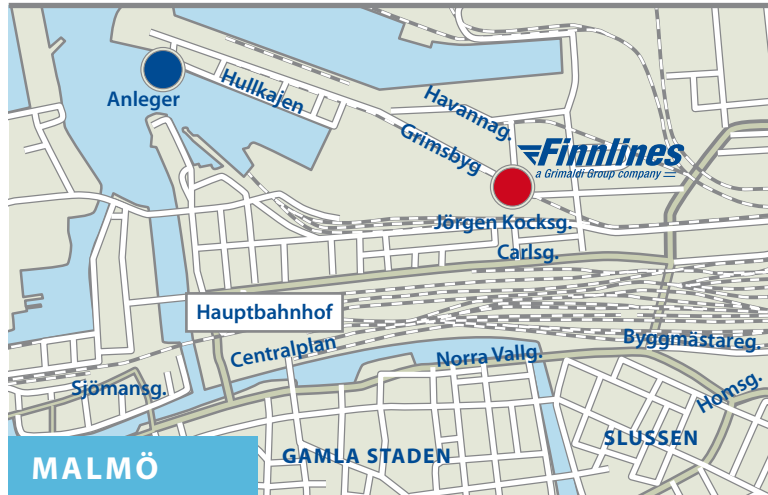 Anleger
Hullkajen
Havannag.
Grimsbyg
Finnlines
a Grimaldi Group company
Jörgen Kocksg.
Carlsg.
Hauptbahnhof
Centralplan
Norra Vallg.
Byggmästareg.
Sjömansg.
Homsg.
SLUSSEN
GAMLA STADEN
MALMÖ